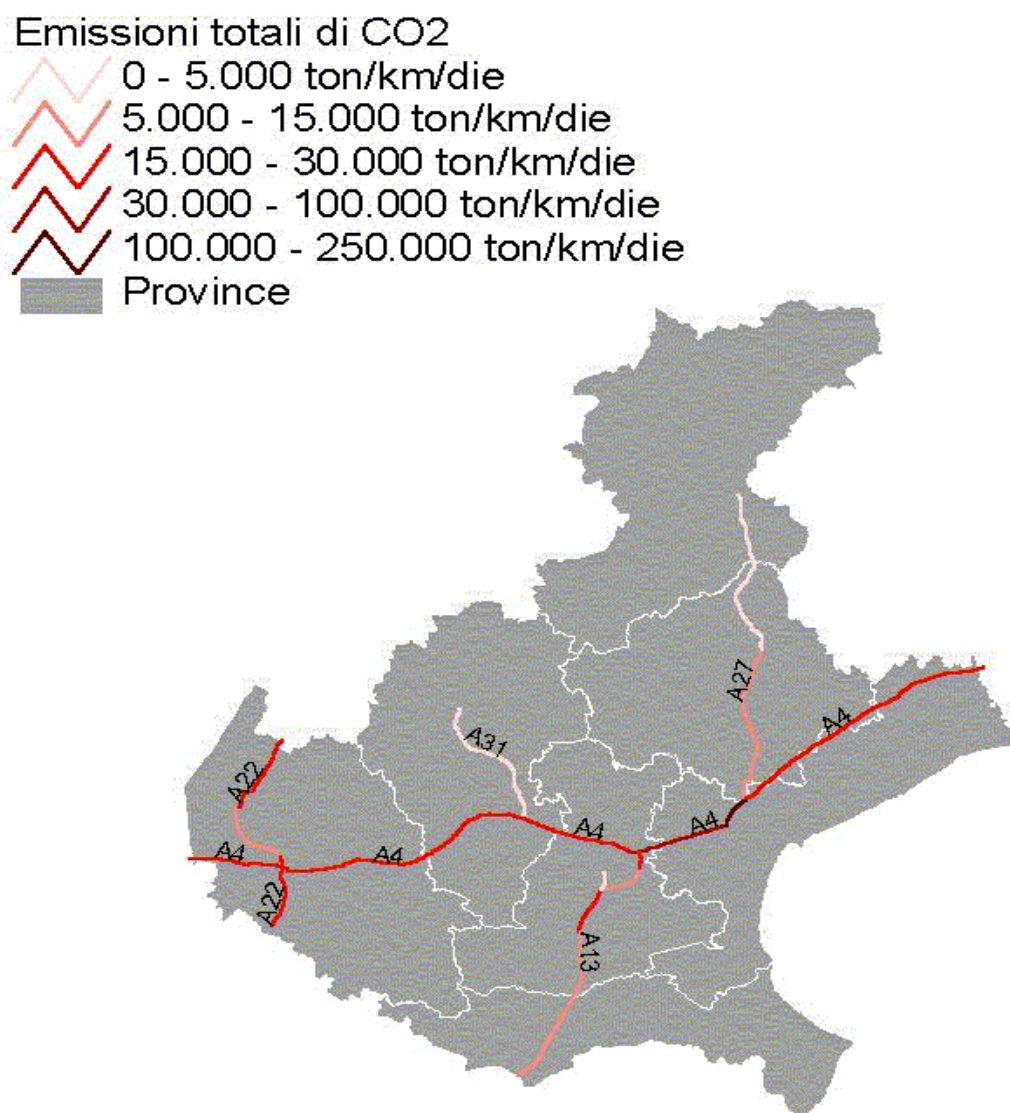 Emissioni totali di CO2
0 - 5.000 ton/km/die
5.000 - 15.000 ton/km/die
15.000 - 30.000 ton/km/die
30.000 - 100.000 ton/km/die
100.000 - 250.000 ton/km/die
Province
A27
A4
A31
A22
A4
A4
A4
A4
A22
A13